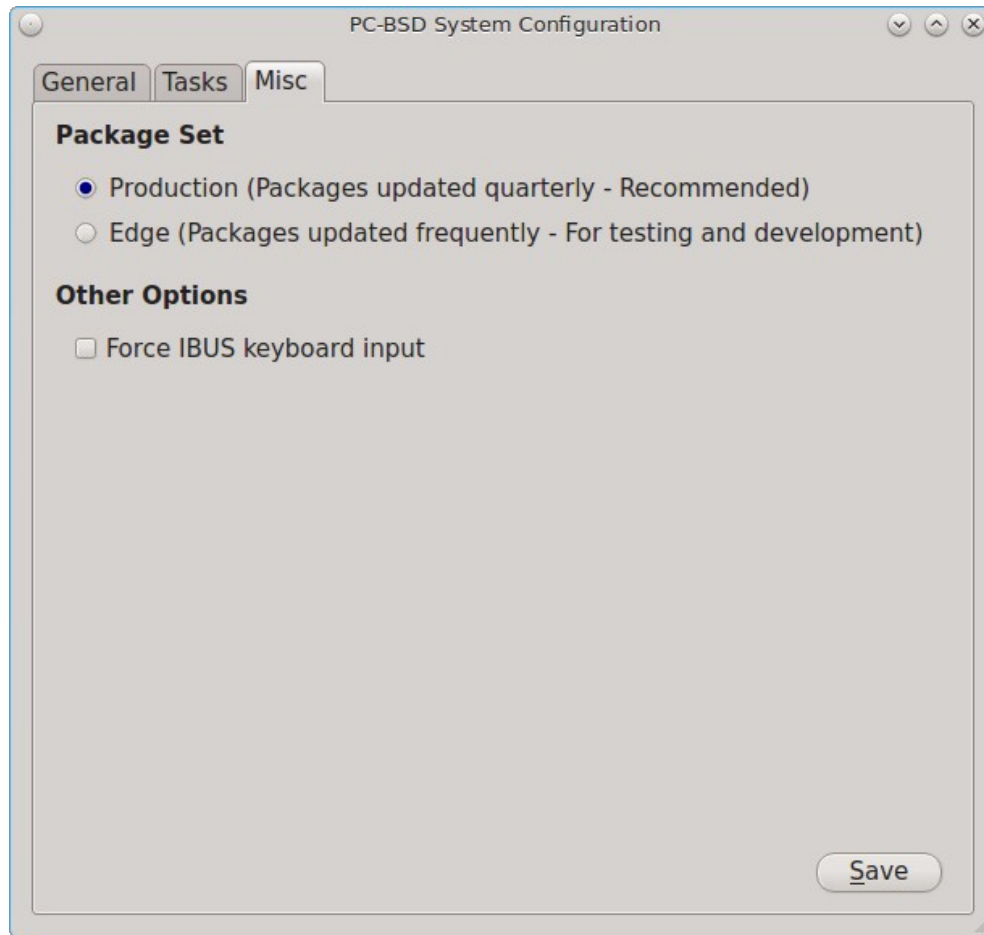 PC-BSD System Configuration
General Tasks Misc
Package Set
Production (Packages updated quarterly - Recommended)
Edge (Packages updated frequently - For testing and development)
Other Options
Force IBUS keyboard input
Save